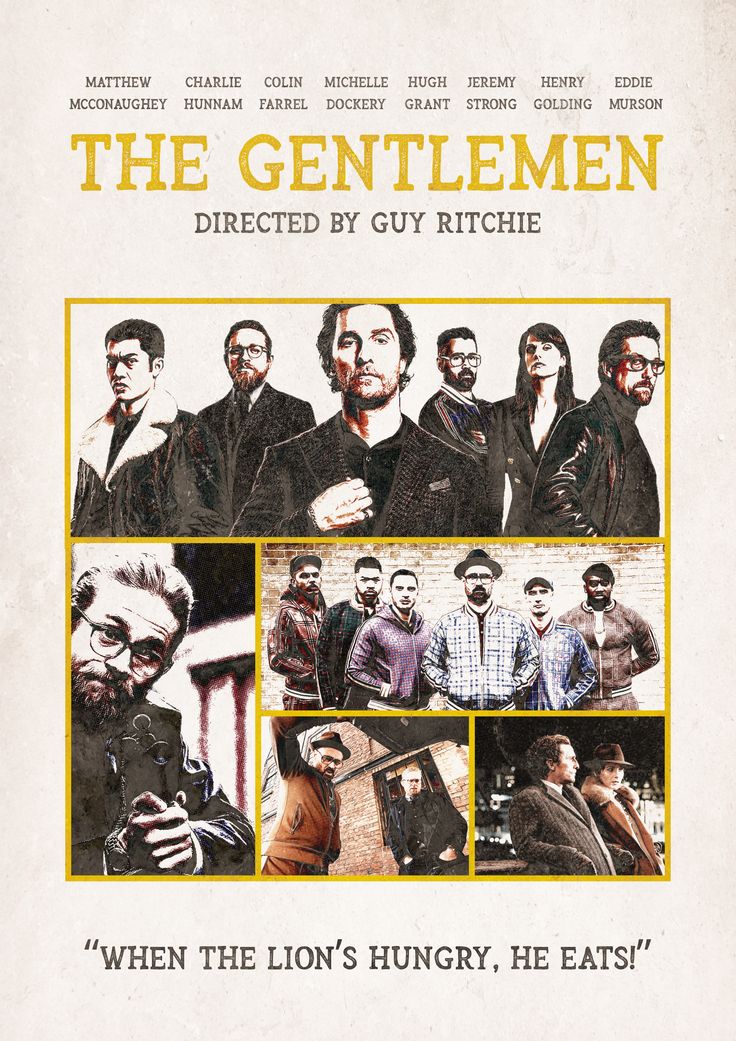 MATTHEW CHARLIE COLIN MICHELLE HUGH JEREMY HENRY EDDIE
MCCONAUGHEY HUNNAM FARREL DOCKERY GRANT STRONG GOLDING MURSON
THE GENTLEMEN
DIRECTED BY GUY RITCHIE
“WHEN THE LION’S HUNGRY, HE EATS!”